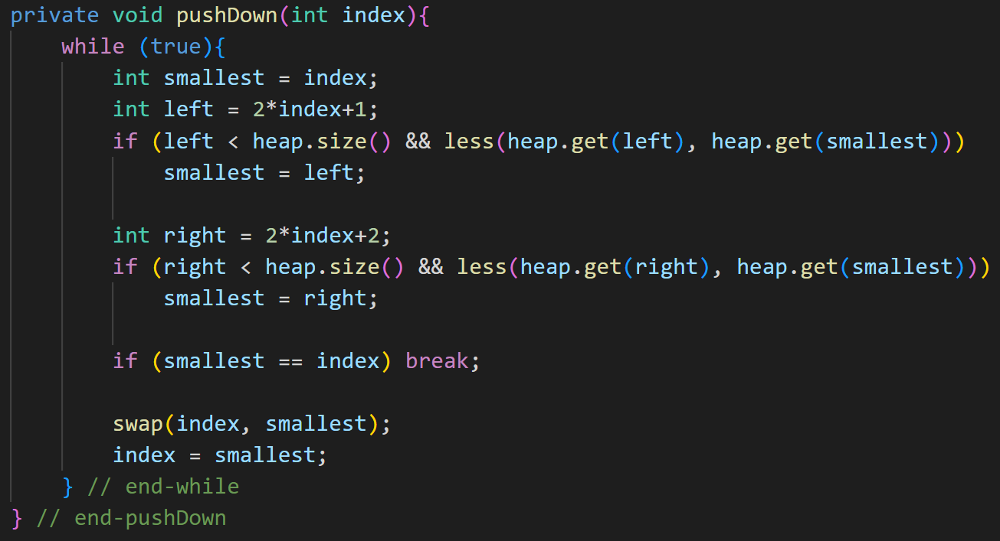 private void pushDown(int index){
    while (true){
        int smallest = index;
        int left = 2*index+1;
        if (left < heap.size() && less(heap.get(left), heap.get(smallest)))
            smallest = left;

        int right = 2*index+2;
        if (right < heap.size() && less(heap.get(right), heap.get(smallest)))
            smallest = right;

        if (smallest == index) break;

        swap(index, smallest);
        index = smallest;
    } // end-while
} // end-pushDown